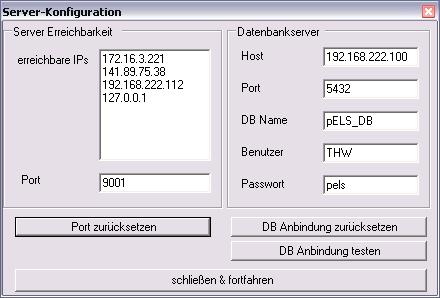 Server-Konfiguration
Server Erreichbarkeit
erreichbare IPs
172.16.3.221
141.89.75.38
192.168.222.112
127.0.0.1
Port
9001
Port zurücksetzen
Datenbankserver
Host
192.168.222.100
Port
5432
DB Name
pELS_DB
Benutzer
THW
Passwort
pels
DB Anbindung zurücksetzen
DB Anbindung testen
schließen & fortfahren